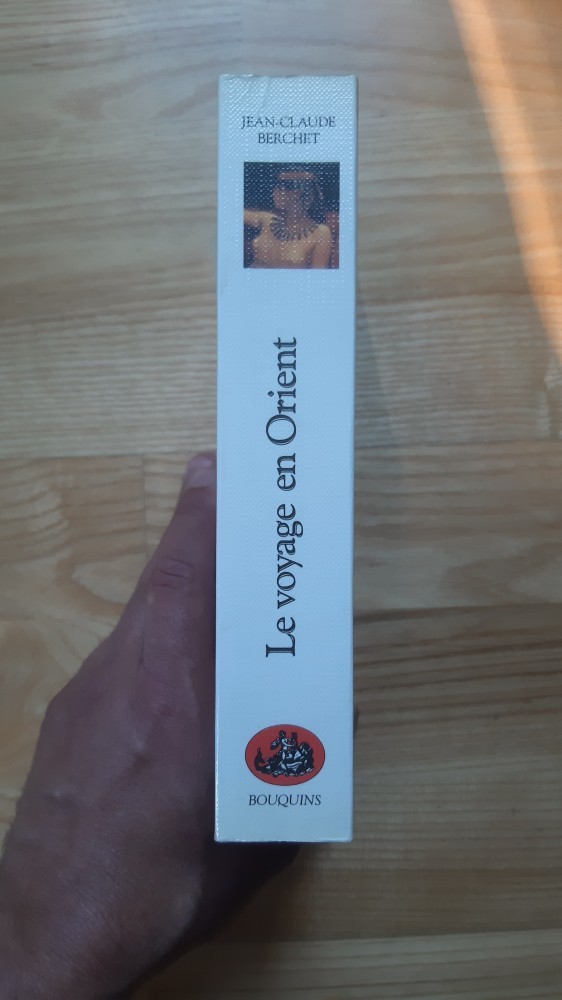 JEAN-CLAUDE
BERCHET
Le voyage en Orient
BOUQUINS